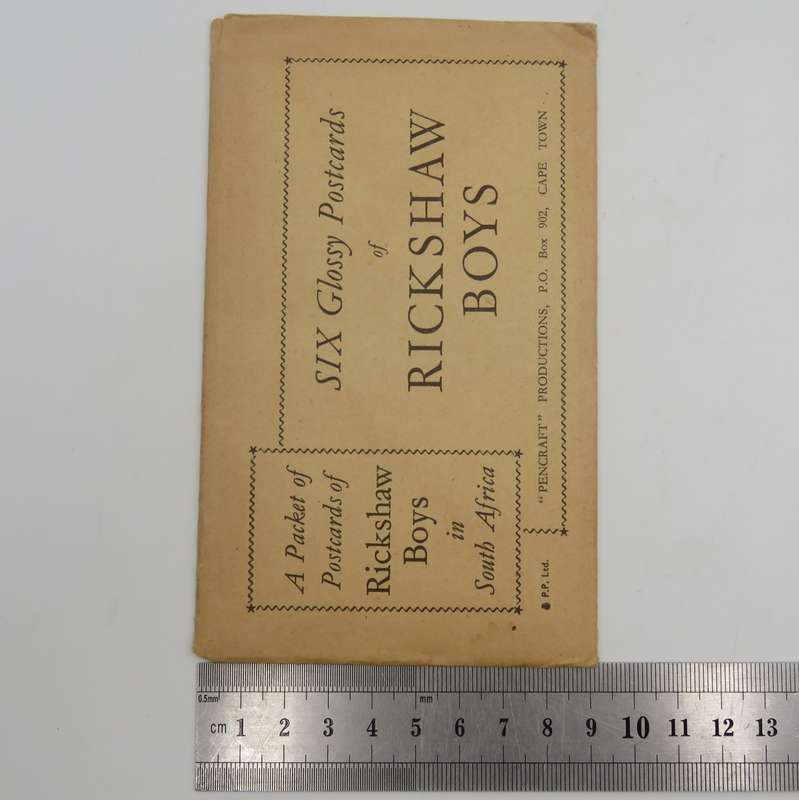 A Packet of
Postcards of
Rickshaw
Boys
in
South Africa
SIX Glossy Postcards
of
RICKSHAW
BOYS
"PENCRAFT" PRODUCTIONS, P.O. Box 902, CAPE TOWN
P.P. Ltd.
0.5mm mm
cm 1 2 3 4 5 6 7 8 9 10 11 12 13